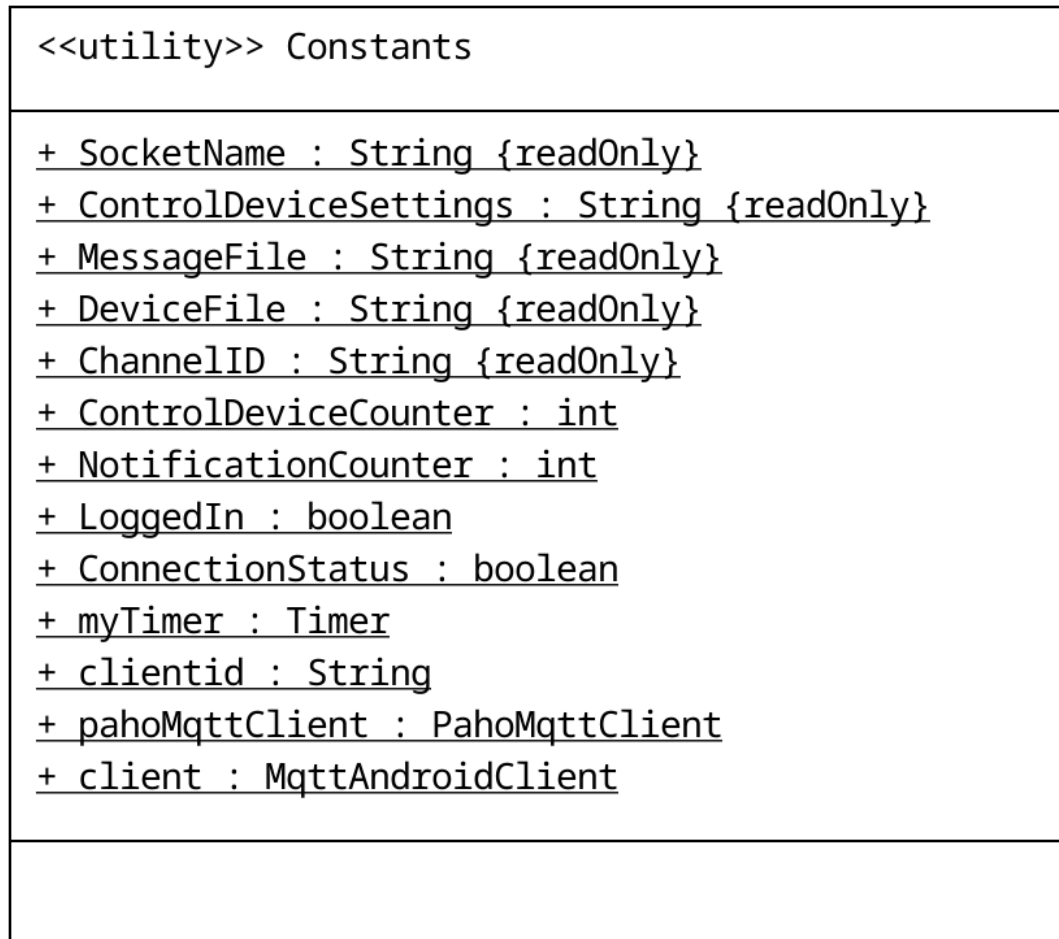 <<utility>> Constants
+ SocketName : String {readOnly}
+ ControlDeviceSettings : String {readOnly}
+ MessageFile : String {readOnly}
+ DeviceFile : String {readOnly}
+ ChannelID : String {readOnly}
+ ControlDeviceCounter : int
+ NotificationCounter : int
+ LoggedIn : boolean
+ ConnectionStatus : boolean
+ myTimer : Timer
+ clientid : String
+ pahoMqttClient : PahoMqttClient
+ client : MqttAndroidClient